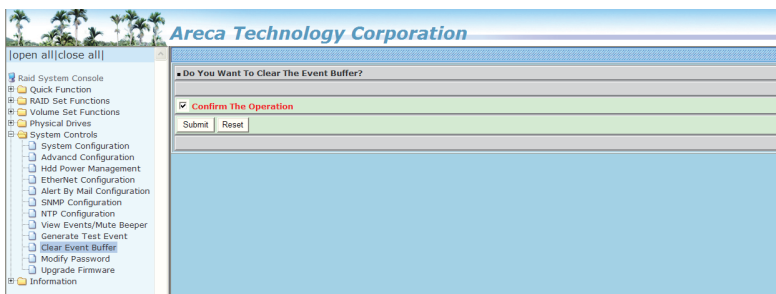 Areca Technology Corporation
|open all|close all|
Raid System Console
Quick Function
RAID Set Functions
Volume Set Functions
Physical Drives
System Controls
System Configuration
Advancd Configuration
Hdd Power Management
EtherNet Configuration
Alert By Mail Configuration
SNMP Configuration
NTP Configuration
View Events/Mute Beeper
Generate Test Event
Clear Event Buffer
Modify Password
Upgrade Firmware
Information
Do You Want To Clear The Event Buffer?
Confirm The Operation
Submit Reset